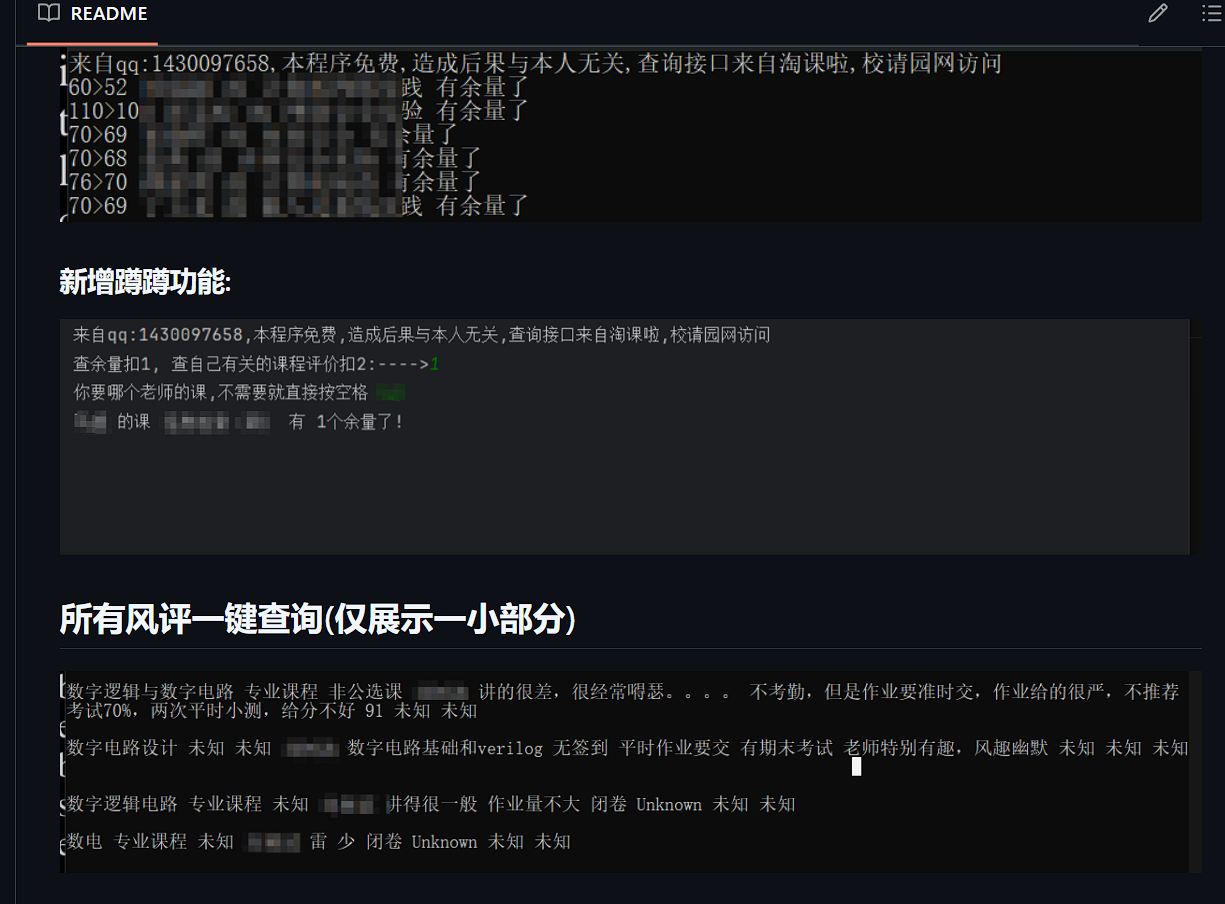 README
来自qq:1430097658,本程序免费,造成后果与本人无关,查询接口来自淘课啦,校请园网访问
60>52 践 有余量了
110>10 验 有余量了
70>69 余量了
70>68 有余量了
76>70 有余量了
70>69 践 有余量了
新增蹲蹲功能:
来自qq:1430097658,本程序免费,造成后果与本人无关,查询接口来自淘课啦,校请园网访问
查余量扣1, 查自己有关的课程评价扣2:---->1
你要哪个老师的课,不需要就直接按空格
的课 有 1个余量了!
所有风评一键查询(仅展示一小部分)
数字逻辑与数字电路 专业课程 非公选课 讲的很差，很经常嘚瑟。。。。 不考勤，但是作业要准时交，作业给的很严，不推荐
考试70%，两次平时小测，给分不好 91 未知 未知
数字电路设计 未知 未知 数字电路基础和verilog 无签到 平时作业要交 有期末考试 老师特别有趣，风趣幽默 未知 未知 未知
数字逻辑电路 专业课程 未知 讲得很一般 作业量不大 闭卷 Unknown 未知 未知
数电 专业课程 未知 雷 少 闭卷 Unknown 未知 未知